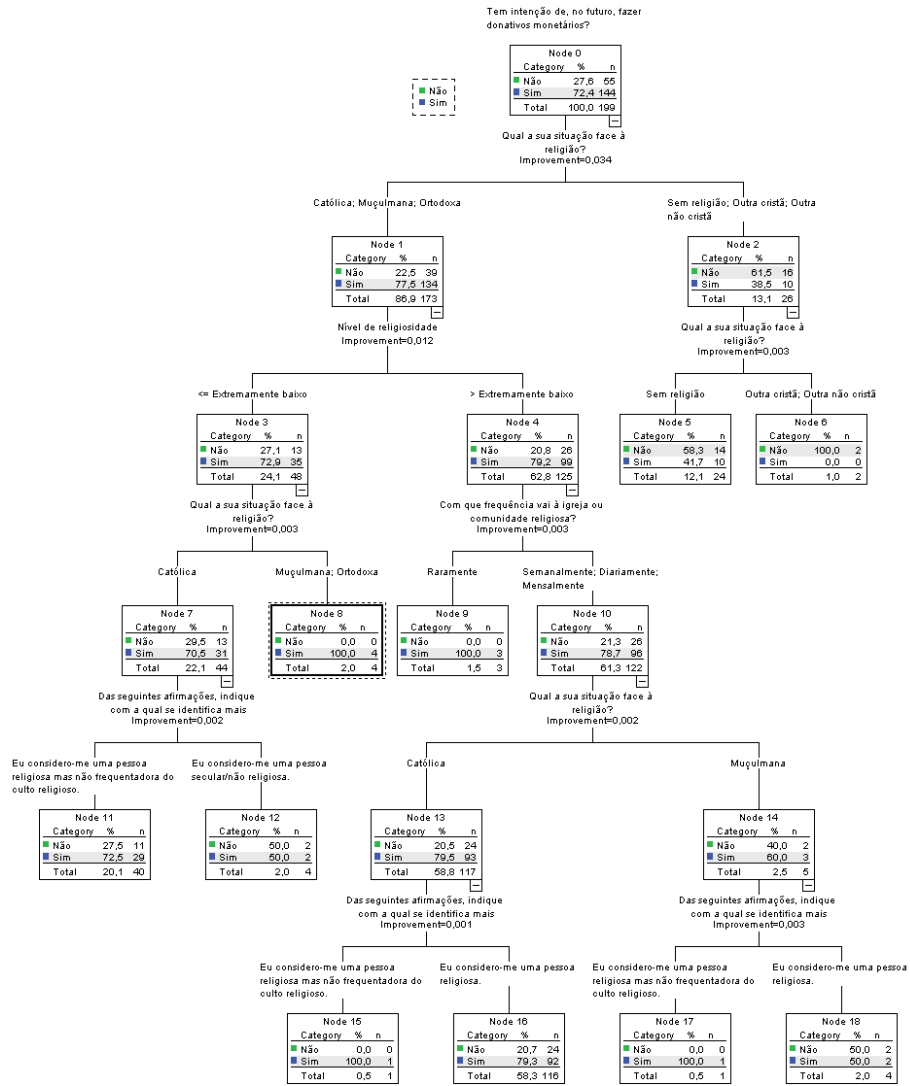 Tem intenção de, no futuro, fazer
donativos monetários?
Node 0
Category % n
Não 27,6 55
Sim 72,4 144
Total 100,0 199
Não
Sim
Qual a sua situação face à
religião?
Improvement=0,034
Católica; Muçulmana; Ortodoxa
Sem religião; Outra cristã; Outra
não cristã
Node 1
Category % n
Não 22,5 39
Sim 77,5 134
Total 86,9 173
Node 2
Category % n
Não 61,5 16
Sim 38,5 10
Total 13,1 26
Nível de religiosidade
Improvement=0,012
Qual a sua situação face à
religião?
Improvement=0,003
<= Extremamente baixo
> Extremamente baixo
Sem religião
Outra cristã; Outra não cristã
Node 3
Category % n
Não 27,1 13
Sim 72,9 35
Total 24,1 48
Node 4
Category % n
Não 20,8 26
Sim 79,2 99
Total 62,8 125
Node 5
Category % n
Não 58,3 14
Sim 41,7 10
Total 12,1 24
Node 6
Category % n
Não 100,0 2
Sim 0,0 0
Total 1,0 2
Qual a sua situação face à
religião?
Improvement=0,003
Com que frequência vai à igreja ou
comunidade religiosa?
Improvement=0,003
Católica
Muçulmana; Ortodoxa
Raramente
Semanalmente; Diariamente;
Mensalmente
Node 7
Category % n
Não 29,5 13
Sim 70,5 31
Total 22,1 44
Node 8
Category % n
Não 0,0 0
Sim 100,0 4
Total 2,0 4
Node 9
Category % n
Não 0,0 0
Sim 100,0 3
Total 1,5 3
Node 10
Category % n
Não 21,3 26
Sim 78,7 96
Total 61,3 122
Das seguintes afirmações, indique
com a qual se identifica mais
Improvement=0,002
Qual a sua situação face à
religião?
Improvement=0,002
Eu considero-me uma pessoa
religiosa mas não frequentadora do
culto religioso.
Eu considero-me uma pessoa
secular/não religiosa.
Católica
Muçulmana
Node 11
Category % n
Não 27,5 11
Sim 72,5 29
Total 20,1 40
Node 12
Category % n
Não 50,0 2
Sim 50,0 2
Total 2,0 4
Node 13
Category % n
Não 20,5 24
Sim 79,5 93
Total 58,8 117
Node 14
Category % n
Não 40,0 2
Sim 60,0 3
Total 2,5 5
Das seguintes afirmações, indique
com a qual se identifica mais
Improvement=0,001
Das seguintes afirmações, indique
com a qual se identifica mais
Improvement=0,003
Eu considero-me uma pessoa
religiosa mas não frequentadora do
culto religioso.
Eu considero-me uma pessoa
religiosa.
Eu considero-me uma pessoa
religiosa mas não frequentadora do
culto religioso.
Eu considero-me uma pessoa
religiosa.
Node 15
Category % n
Não 0,0 0
Sim 100,0 1
Total 0,5 1
Node 16
Category % n
Não 20,7 24
Sim 79,3 92
Total 58,3 116
Node 17
Category % n
Não 0,0 0
Sim 100,0 1
Total 0,5 1
Node 18
Category % n
Não 50,0 2
Sim 50,0 2
Total 2,0 4